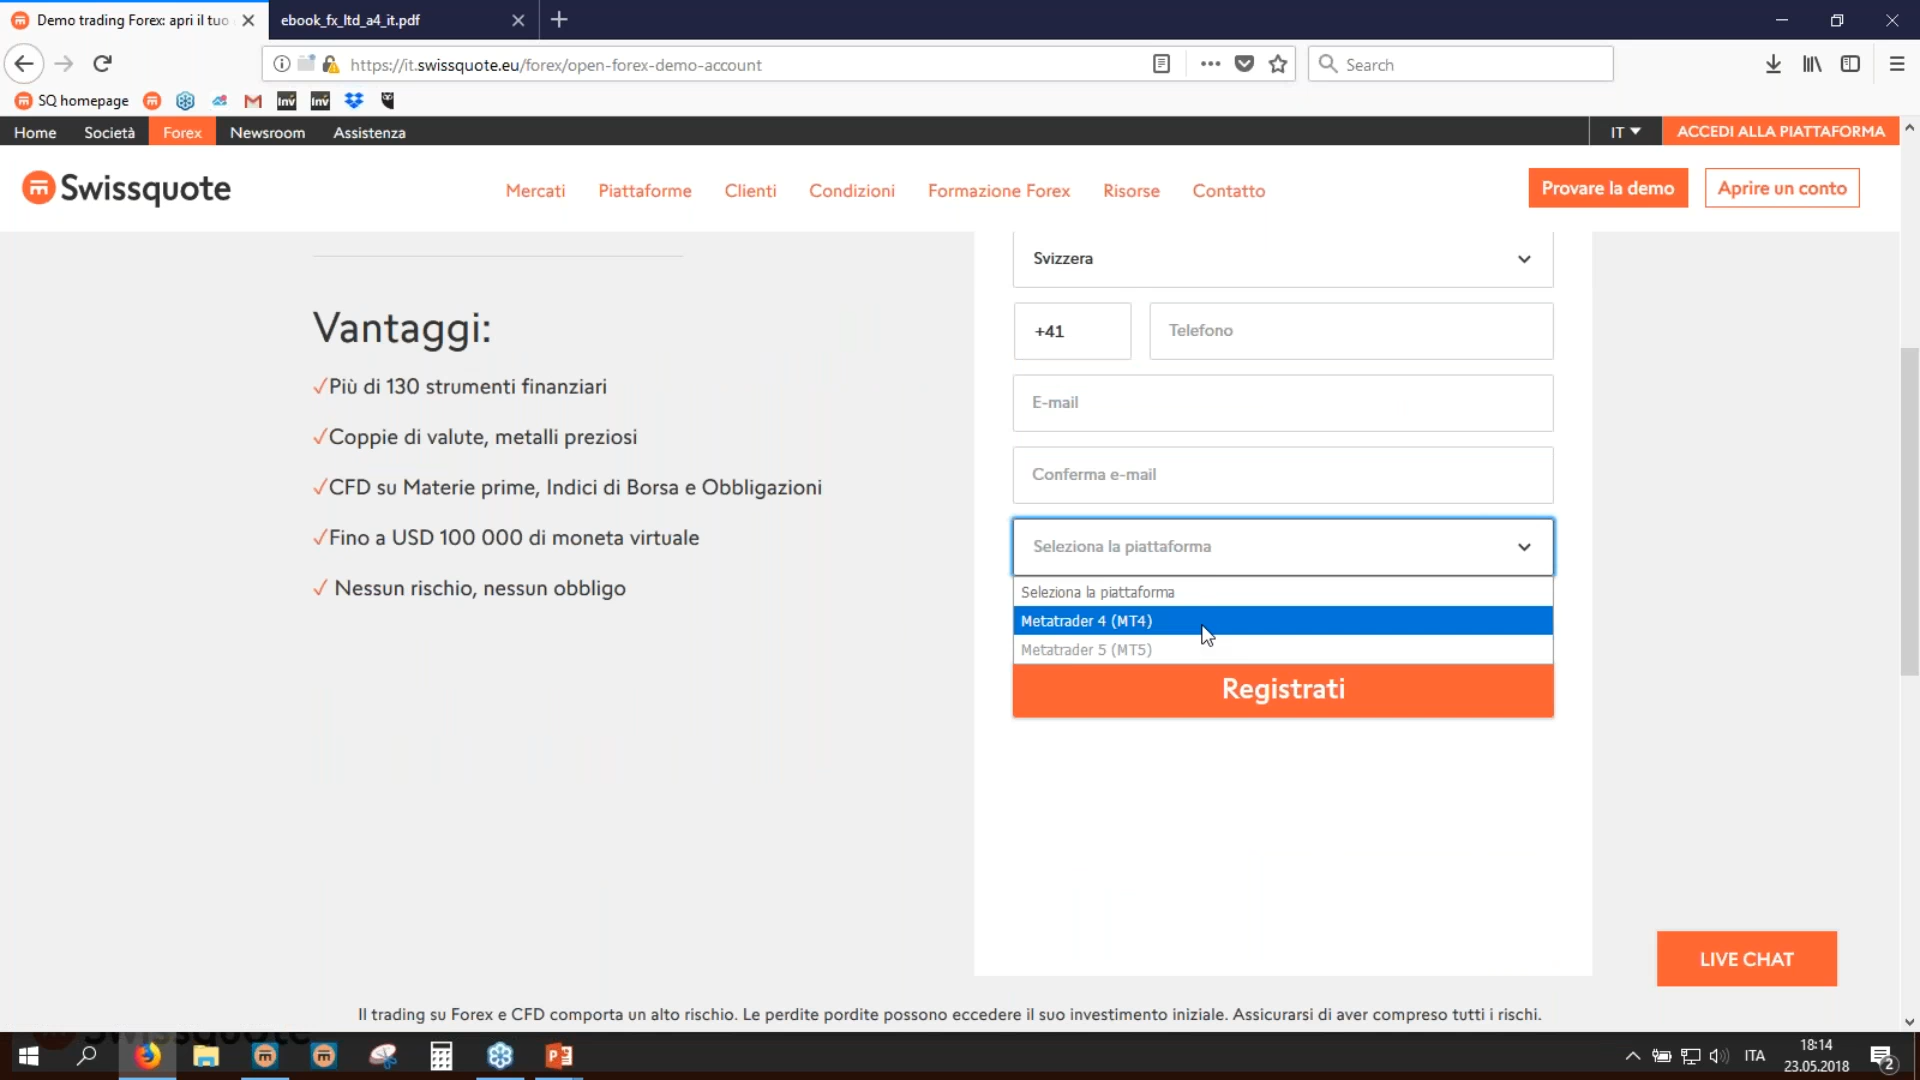 Demo trading Forex: apri il tuo
ebook_fx_ltd_a4_it.pdf
https://it.swissquote.eu/forex/open-forex-demo-account
Search
SQ homepage
Inv
Inv
Home
Società
Forex
Newsroom
Assistenza
IT
ACCEDI ALLA PIATTAFORMA
Swissquote
Mercati
Piattaforme
Clienti
Condizioni
Formazione Forex
Risorse
Contatto
Provare la demo
Aprire un conto
Svizzera
Vantaggi:
+41
Telefono
✓Più di 130 strumenti finanziari
E-mail
✓Coppie di valute, metalli preziosi
Conferma e-mail
✓CFD su Materie prime, Indici di Borsa e Obbligazioni
✓Fino a USD 100 000 di moneta virtuale
Seleziona la piattaforma
✓ Nessun rischio, nessun obbligo
Seleziona la piattaforma
Metatrader 4 (MT4)
Metatrader 5 (MT5)
Registrati
LIVE CHAT
Il trading su Forex e CFD comporta un alto rischio. Le perdite pordite possono eccedere il suo investimento iniziale. Assicurarsi di aver compreso tutti i rischi.
ITA
18:14
23.05.2018
2